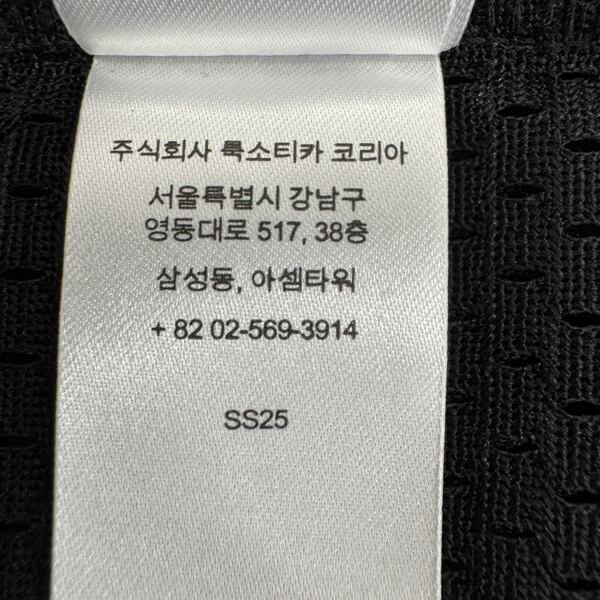 주식회사 룩소티카 코리아
서울특별시 강남구
영동대로 517, 38층
삼성동, 아셈타워
+ 82 02-569-3914
SS25